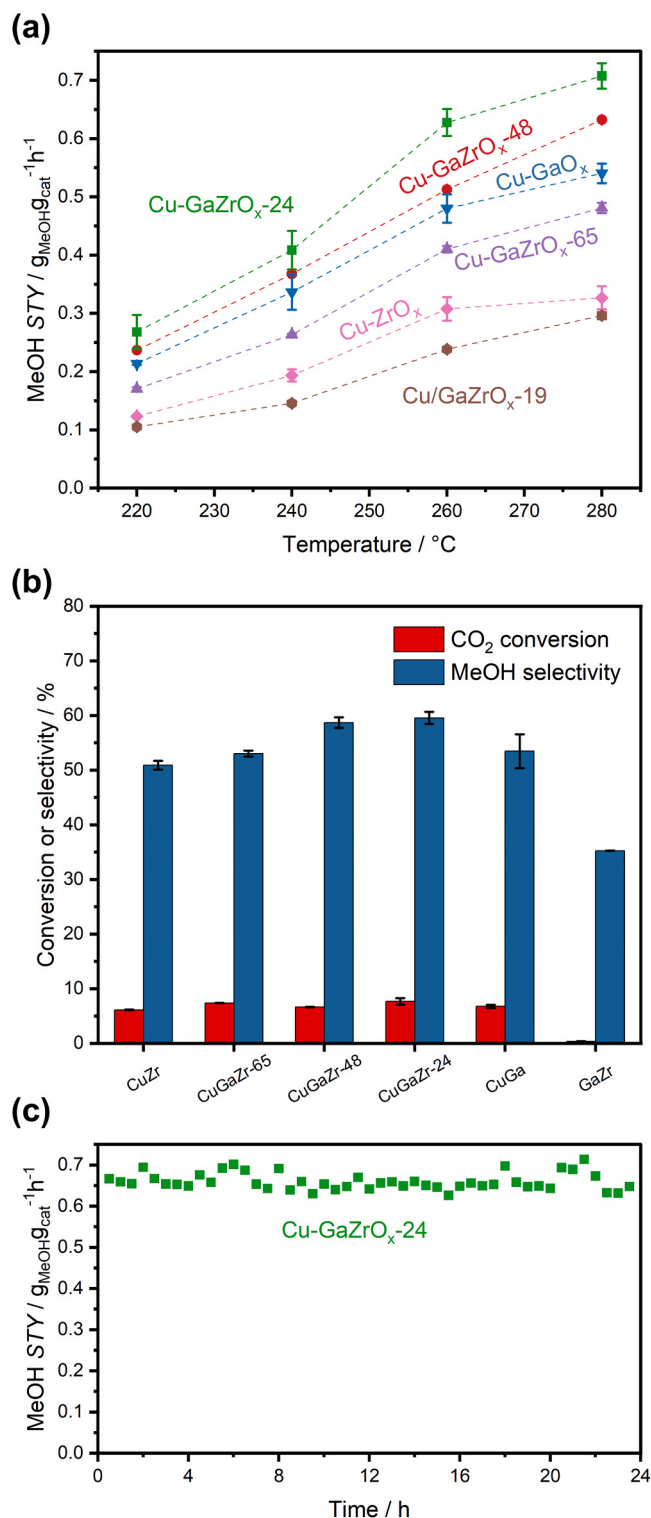 (a)
0.7
0.6
0.5
0.4
0.3
0.2
0.1
0.0
MeOH STY / g_MeOH g_cat⁻¹h⁻¹
Cu-GaZrOₓ-24
Cu-GaZrOₓ-48
Cu-GaOₓ
Cu-GaZrOₓ-65
Cu-ZrOₓ
Cu/GaZrOₓ-19
220 230 240 250 260 270 280
Temperature / °C
(b)
80
70
60
50
40
30
20
10
0
Conversion or selectivity / %
CO₂ conversion
MeOH selectivity
CuZr CuGaZr-65 CuGaZr-48 CuGaZr-24 CuGa GaZr
(c)
0.7
0.6
0.5
0.4
0.3
0.2
0.1
0.0
MeOH STY / g_MeOH g_cat⁻¹h⁻¹
Cu-GaZrOₓ-24
0 4 8 12 16 20 24
Time / h